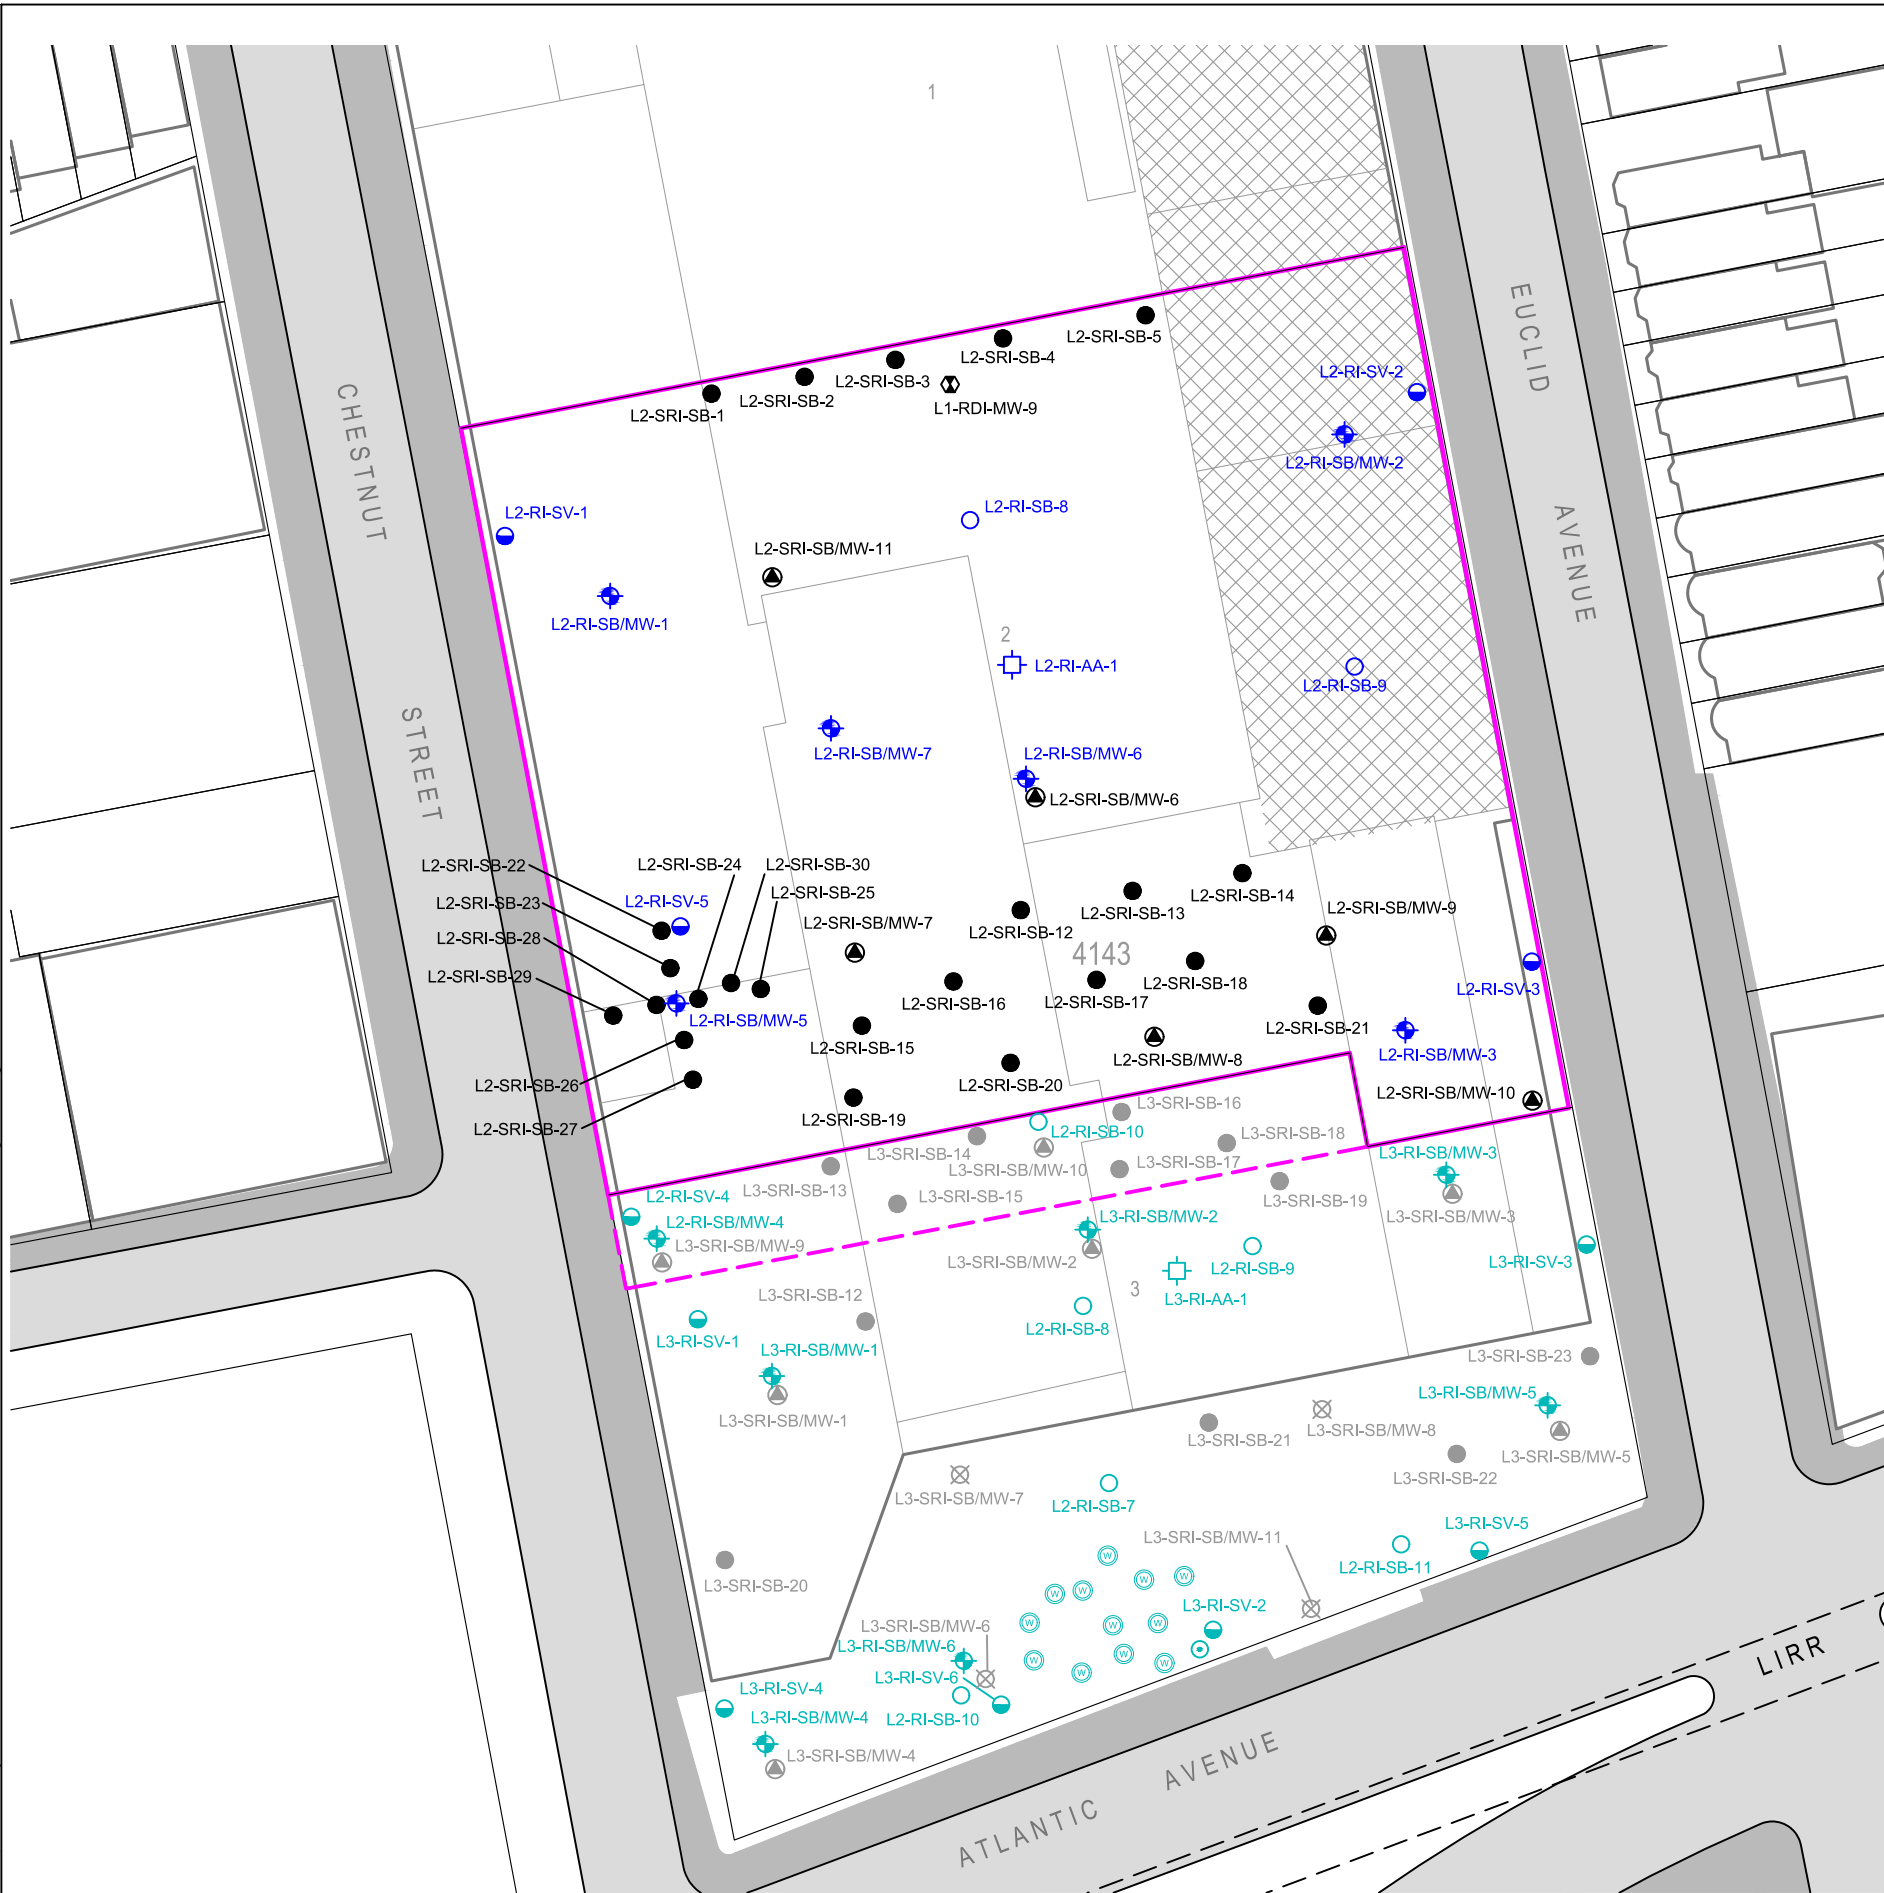 1
EUCLID
AVENUE
CHESTNUT
STREET
L2-SRI-SB-5
L2-SRI-SB-4
L2-SRI-SB-3
L2-SRI-SB-2
L2-SRI-SB-1
L1-RDI-MW-9
L2-RI-SV-2
L2-RI-SB/MW-2
L2-RI-SV-1
L2-RI-SB-8
L2-SRI-SB/MW-11
L2-RI-SB/MW-1
2
L2-RI-AA-1
L2-RI-SB-9
L2-RI-SB/MW-7
L2-RI-SB/MW-6
L2-SRI-SB/MW-6
L2-SRI-SB-22
L2-SRI-SB-24
L2-SRI-SB-30
L2-SRI-SB-25
L2-SRI-SB-23
L2-RI-SV-5
L2-SRI-SB/MW-7
L2-SRI-SB-28
L2-SRI-SB-29
L2-SRI-SB-12
L2-SRI-SB-13
L2-SRI-SB-14
L2-SRI-SB/MW-9
4143
L2-SRI-SB-16
L2-SRI-SB-17
L2-SRI-SB-18
L2-RI-SV-3
L2-RI-SB/MW-5
L2-SRI-SB-15
L2-SRI-SB/MW-8
L2-SRI-SB-21
L2-RI-SB/MW-3
L2-SRI-SB-26
L2-SRI-SB-20
L2-SRI-SB/MW-10
L2-SRI-SB-27
L2-SRI-SB-19
L3-SRI-SB-16
L2-RI-SB-10
L3-SRI-SB-14
L3-SRI-SB-18
L3-SRI-SB/MW-10
L3-SRI-SB-17
L3-RI-SB/MW-3
L3-SRI-SB-13
L3-SRI-SB-15
L3-SRI-SB-19
L3-SRI-SB/MW-3
L2-RI-SV-4
L2-RI-SB/MW-4
L3-SRI-SB/MW-9
L3-RI-SB/MW-2
L3-SRI-SB/MW-2
L2-RI-SB-9
L3-RI-SV-3
L3-RI-AA-1
3
L3-SRI-SB-12
L3-RI-SV-1
L2-RI-SB-8
L3-RI-SB/MW-1
L3-SRI-SB/MW-1
L3-SRI-SB-23
L3-RI-SB/MW-5
L3-SRI-SB-21
L3-SRI-SB/MW-8
L3-SRI-SB/MW-5
L3-SRI-SB-22
L3-SRI-SB/MW-7
L2-RI-SB-7
L3-SRI-SB/MW-11
L3-RI-SV-5
L2-RI-SB-11
L3-SRI-SB-20
W
W
W
W
W
W
W
W
W
W
W
W
L3-RI-SV-2
L3-SRI-SB/MW-6
L3-RI-SB/MW-6
L3-RI-SV-6
L2-RI-SB-10
L3-RI-SV-4
L3-RI-SB/MW-4
L3-SRI-SB/MW-4
LIRR
ATLANTIC AVENUE